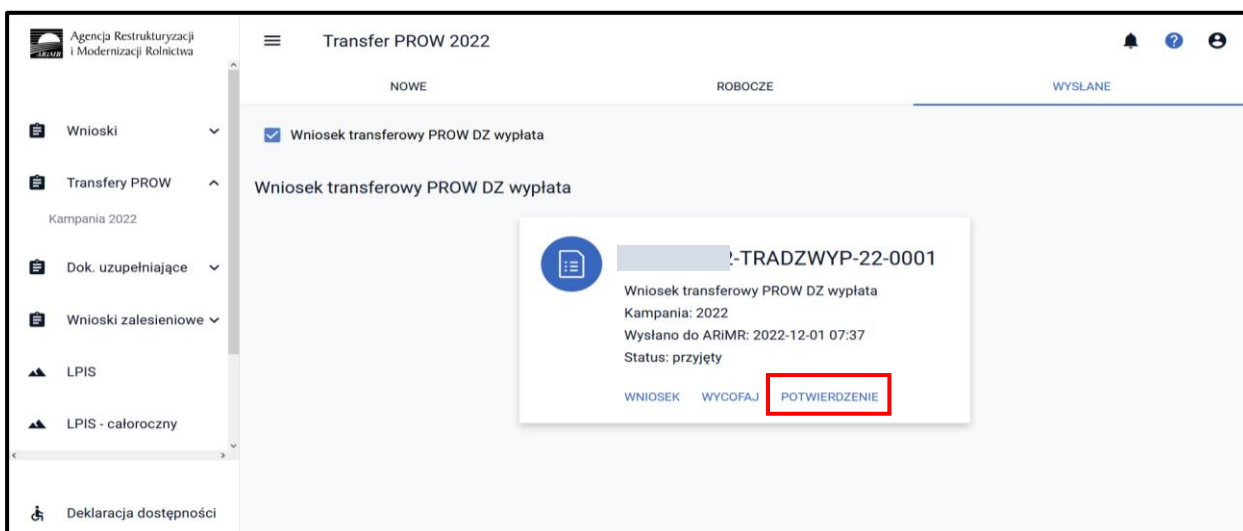 Agencja Restrukturyzacji
i Modernizacji Rolnictwa
ARiMR
Transfer PROW 2022
NOWE
ROBOCZE
WYSŁANE
Wnioski
Transfery PROW
Kampania 2022
Dok. uzupełniające
Wnioski zalesieniowe
LPIS
LPIS - całoroczny
Deklaracja dostępności
Wniosek transferowy PROW DZ wypłata
Wniosek transferowy PROW DZ wypłata
-TRADZWYP-22-0001
Wniosek transferowy PROW DZ wypłata
Kampania: 2022
Wysłano do ARiMR: 2022-12-01 07:37
Status: przyjęty
WNIOSEK WYCOFAJ POTWIERDZENIE